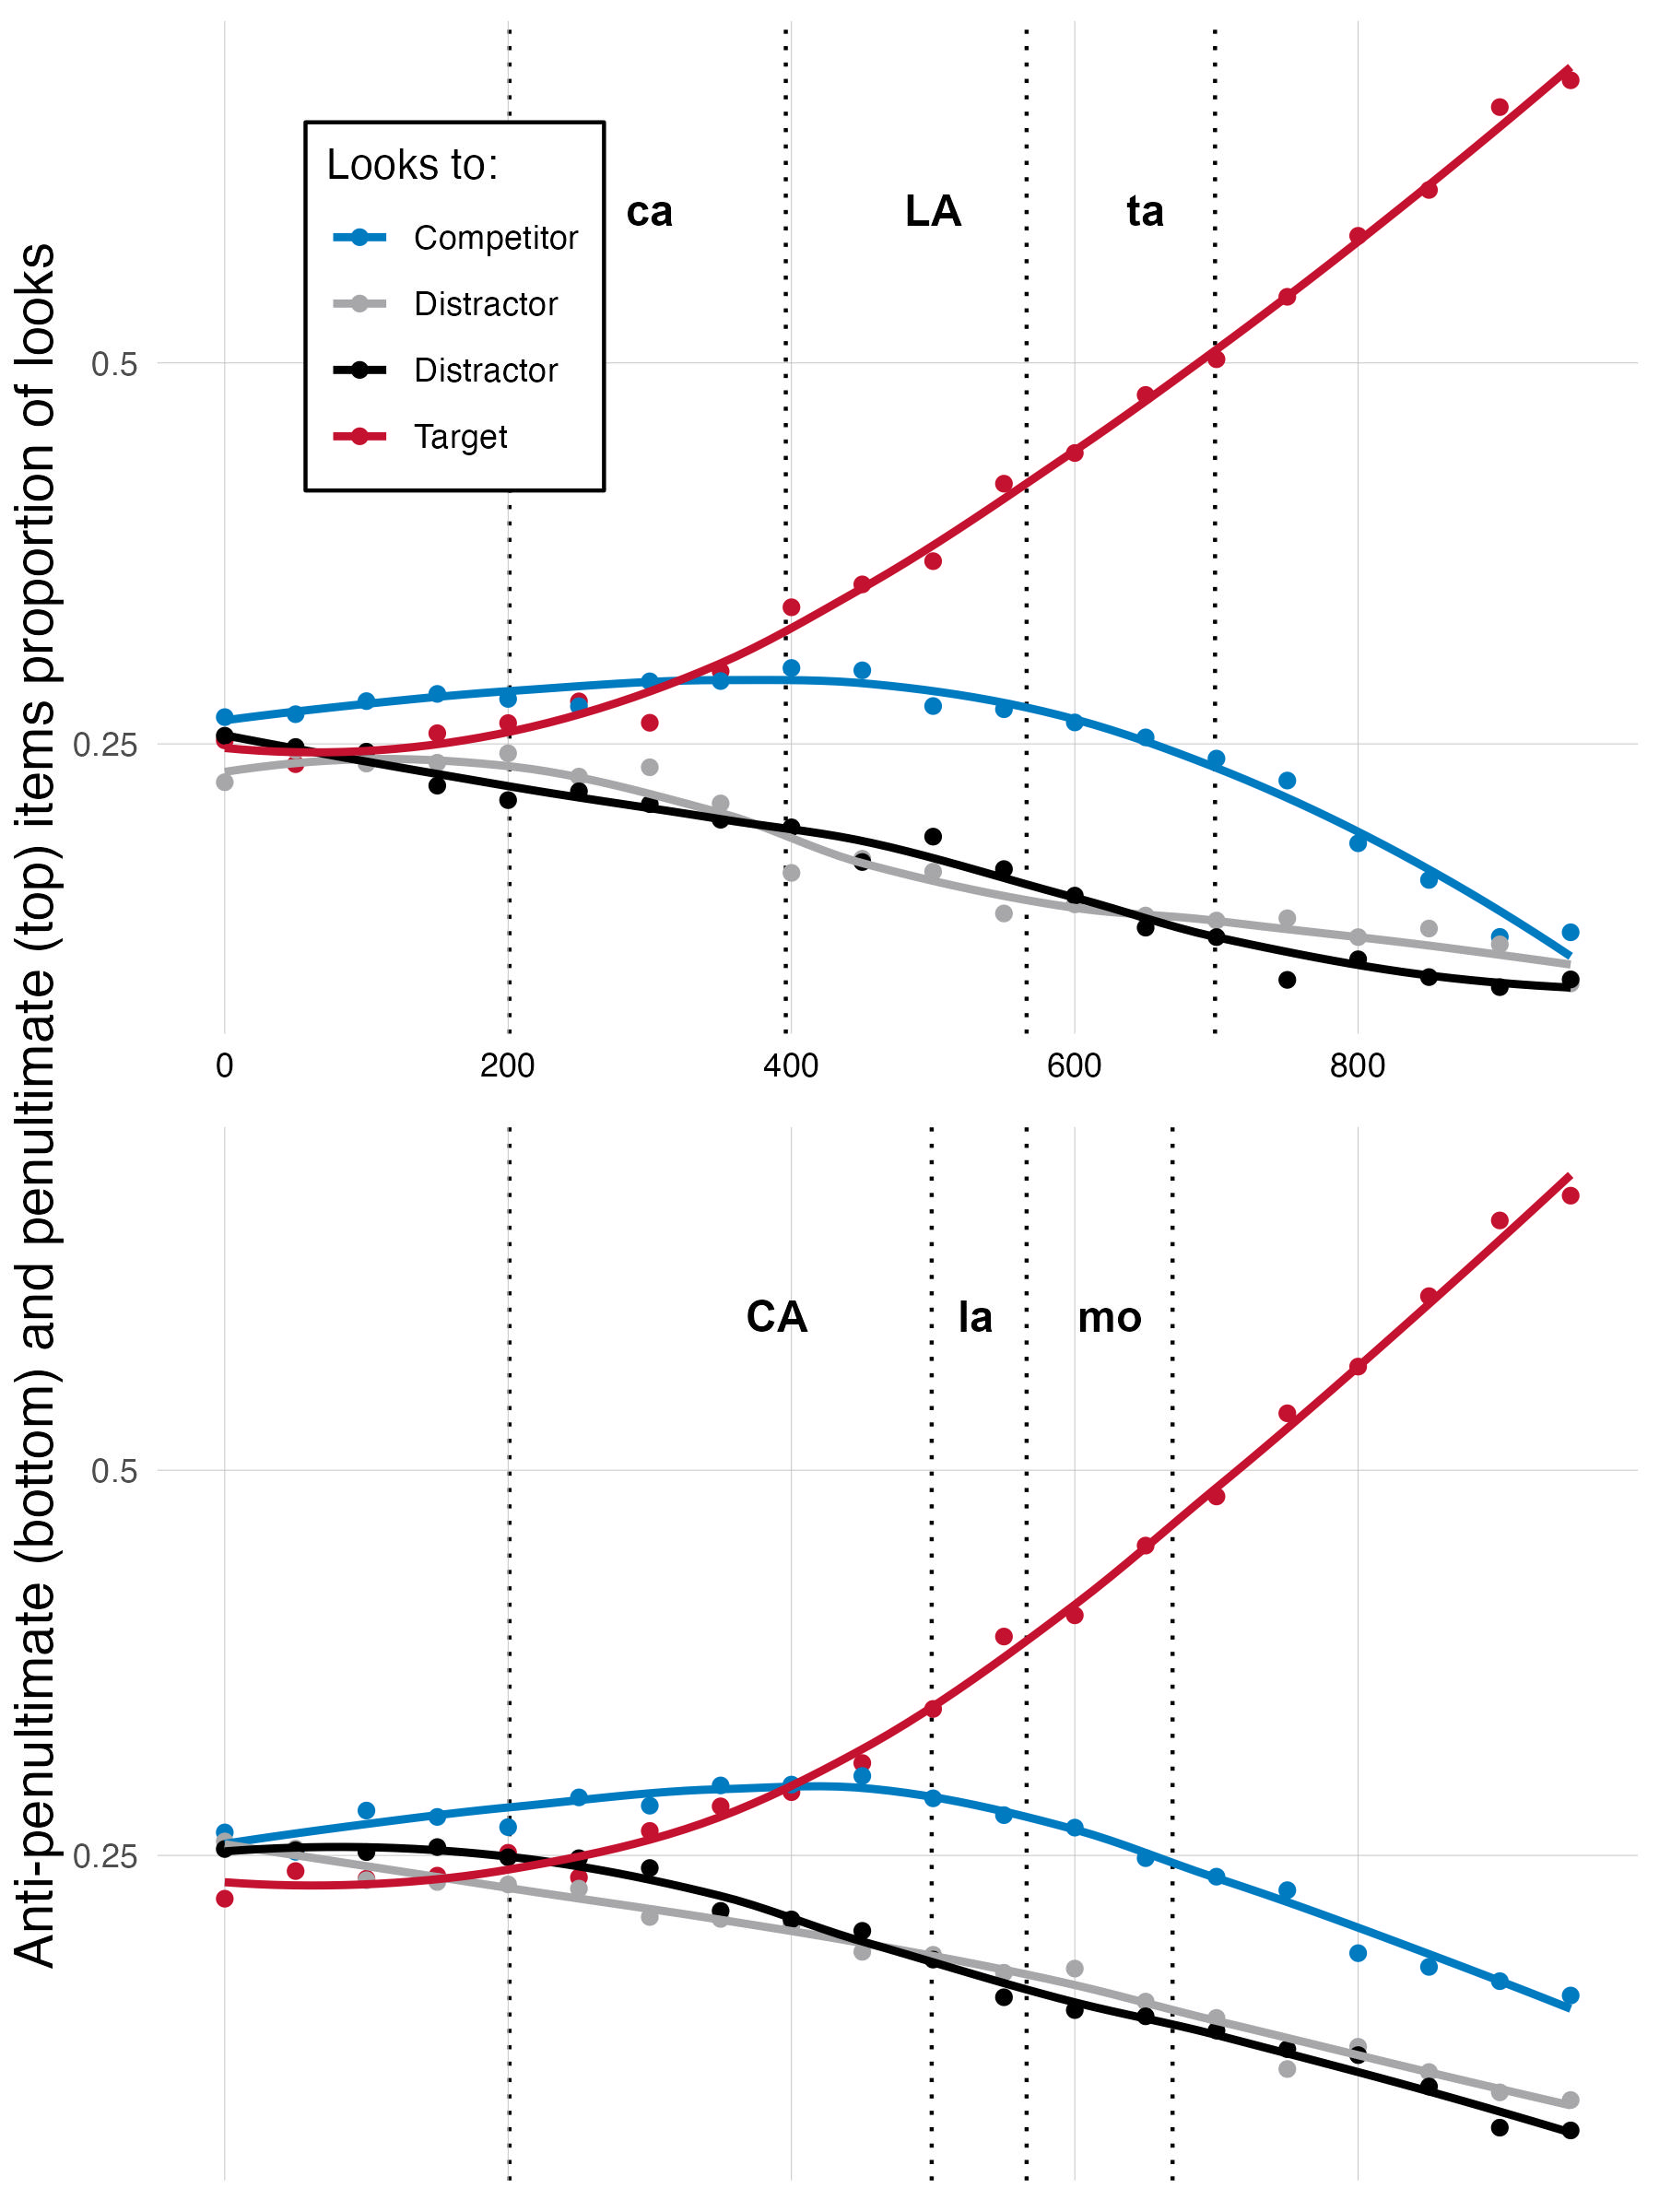 Anti-penultimate (bottom) and penultimate (top) items proportion of looks
Looks to:
Competitor
Distractor
Distractor
Target
ca LA ta
0.5
0.25
0 200 400 600 800
CA la mo
0.5
0.25